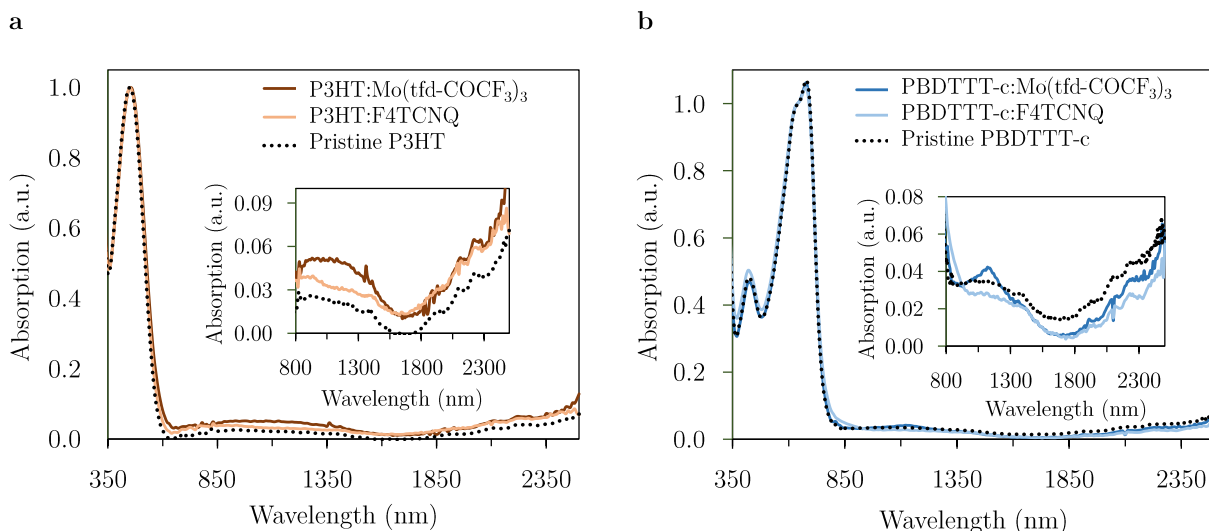 a
Absorption (a.u.)
1.0
0.8
0.6
0.4
0.2
0.0
P3HT:Mo(tfd-COCF₃)₃
P3HT:F4TCNQ
Pristine P3HT
Absorption (a.u.)
0.09
0.06
0.03
0.00
800 1300 1800 2300
Wavelength (nm)
350 850 1350 1850 2350
Wavelength (nm)
b
Absorption (a.u.)
1.0
0.8
0.6
0.4
0.2
0.0
PBDTTT-c:Mo(tfd-COCF₃)₃
PBDTTT-c:F4TCNQ
Pristine PBDTTT-c
Absorption (a.u.)
0.08
0.06
0.04
0.02
0.00
800 1300 1800 2300
Wavelength (nm)
350 850 1350 1850 2350
Wavelength (nm)